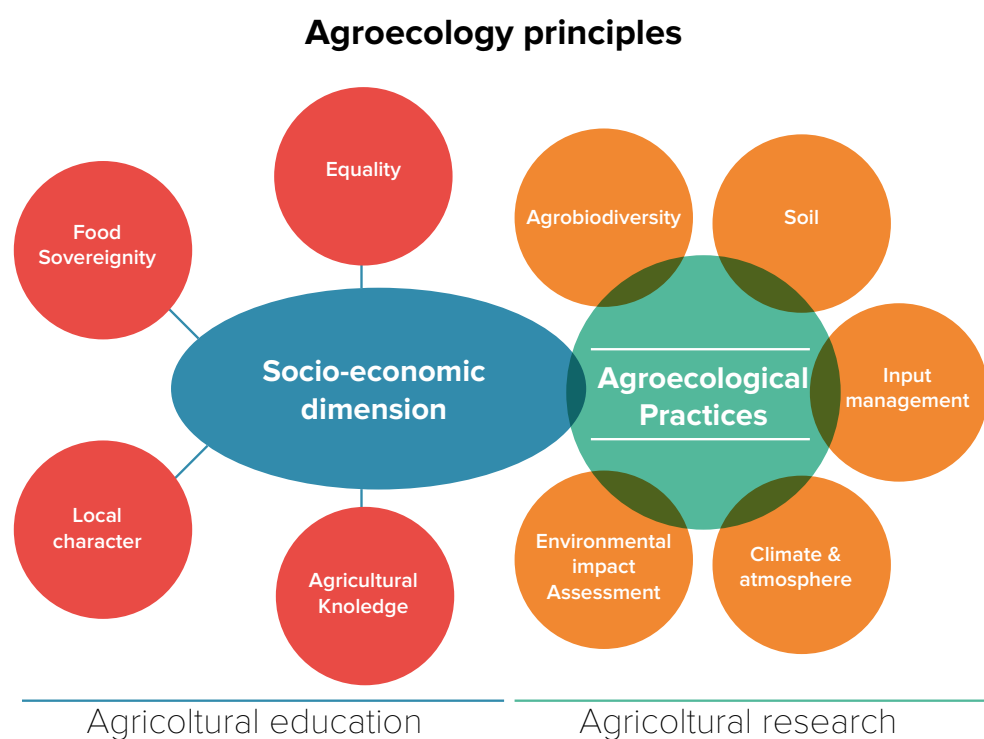 Agroecology principles
Equality
Food
Sovereignity
Socio-economic
dimension
Local
character
Agricultural
Knoledge
Agrobiodiversity
Soil
Agroecological
Practices
Input
management
Environmental
impact
Assessment
Climate &
atmosphere
Agricoltural education
Agricoltural research